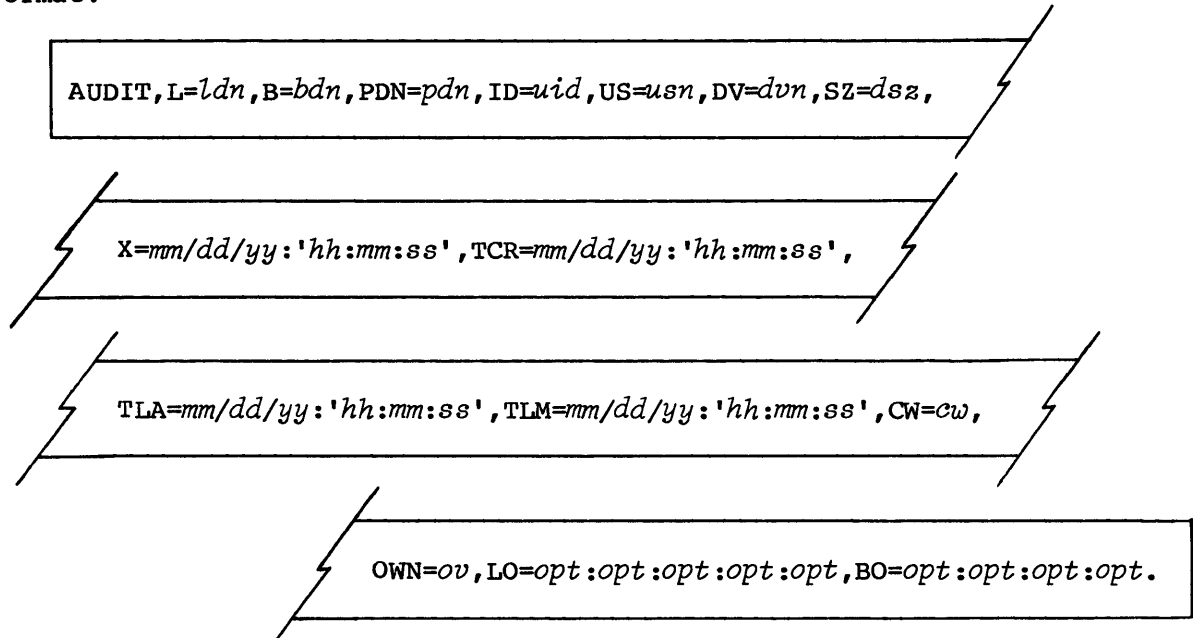 AUDIT,L=ldn,B=bdn,PDN=pdn,ID=uid,US=usn,DV=dvn,SZ=dsz,
X=mm/dd/yy:'hh:mm:ss',TCR=mm/dd/yy:'hh:mm:ss',
TLA=mm/dd/yy:'hh:mm:ss',TLM=mm/dd/yy:'hh:mm:ss',CW=cw,
OWN=ov,LO=opt:opt:opt:opt:opt,BO=opt:opt:opt:opt.